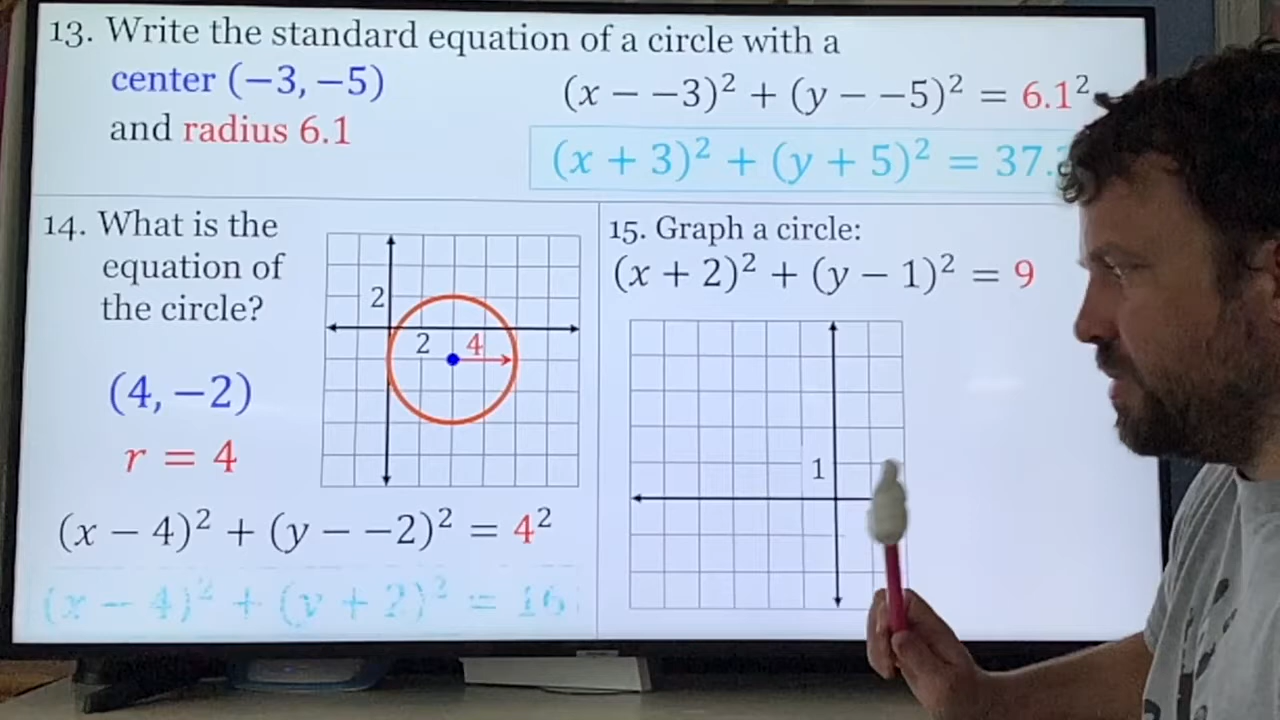 13. Write the standard equation of a circle with a
center (−3, −5)
and radius 6.1
(x − −3)² + (y − −5)² = 6.1²
(x + 3)² + (y + 5)² = 37.
14. What is the
equation of
the circle?
2
2
4
(4, −2)
r = 4
(x − 4)² + (y − −2)² = 4²
(x − 4)² + (y + 2)² = 16
15. Graph a circle:
(x + 2)² + (y − 1)² = 9
1